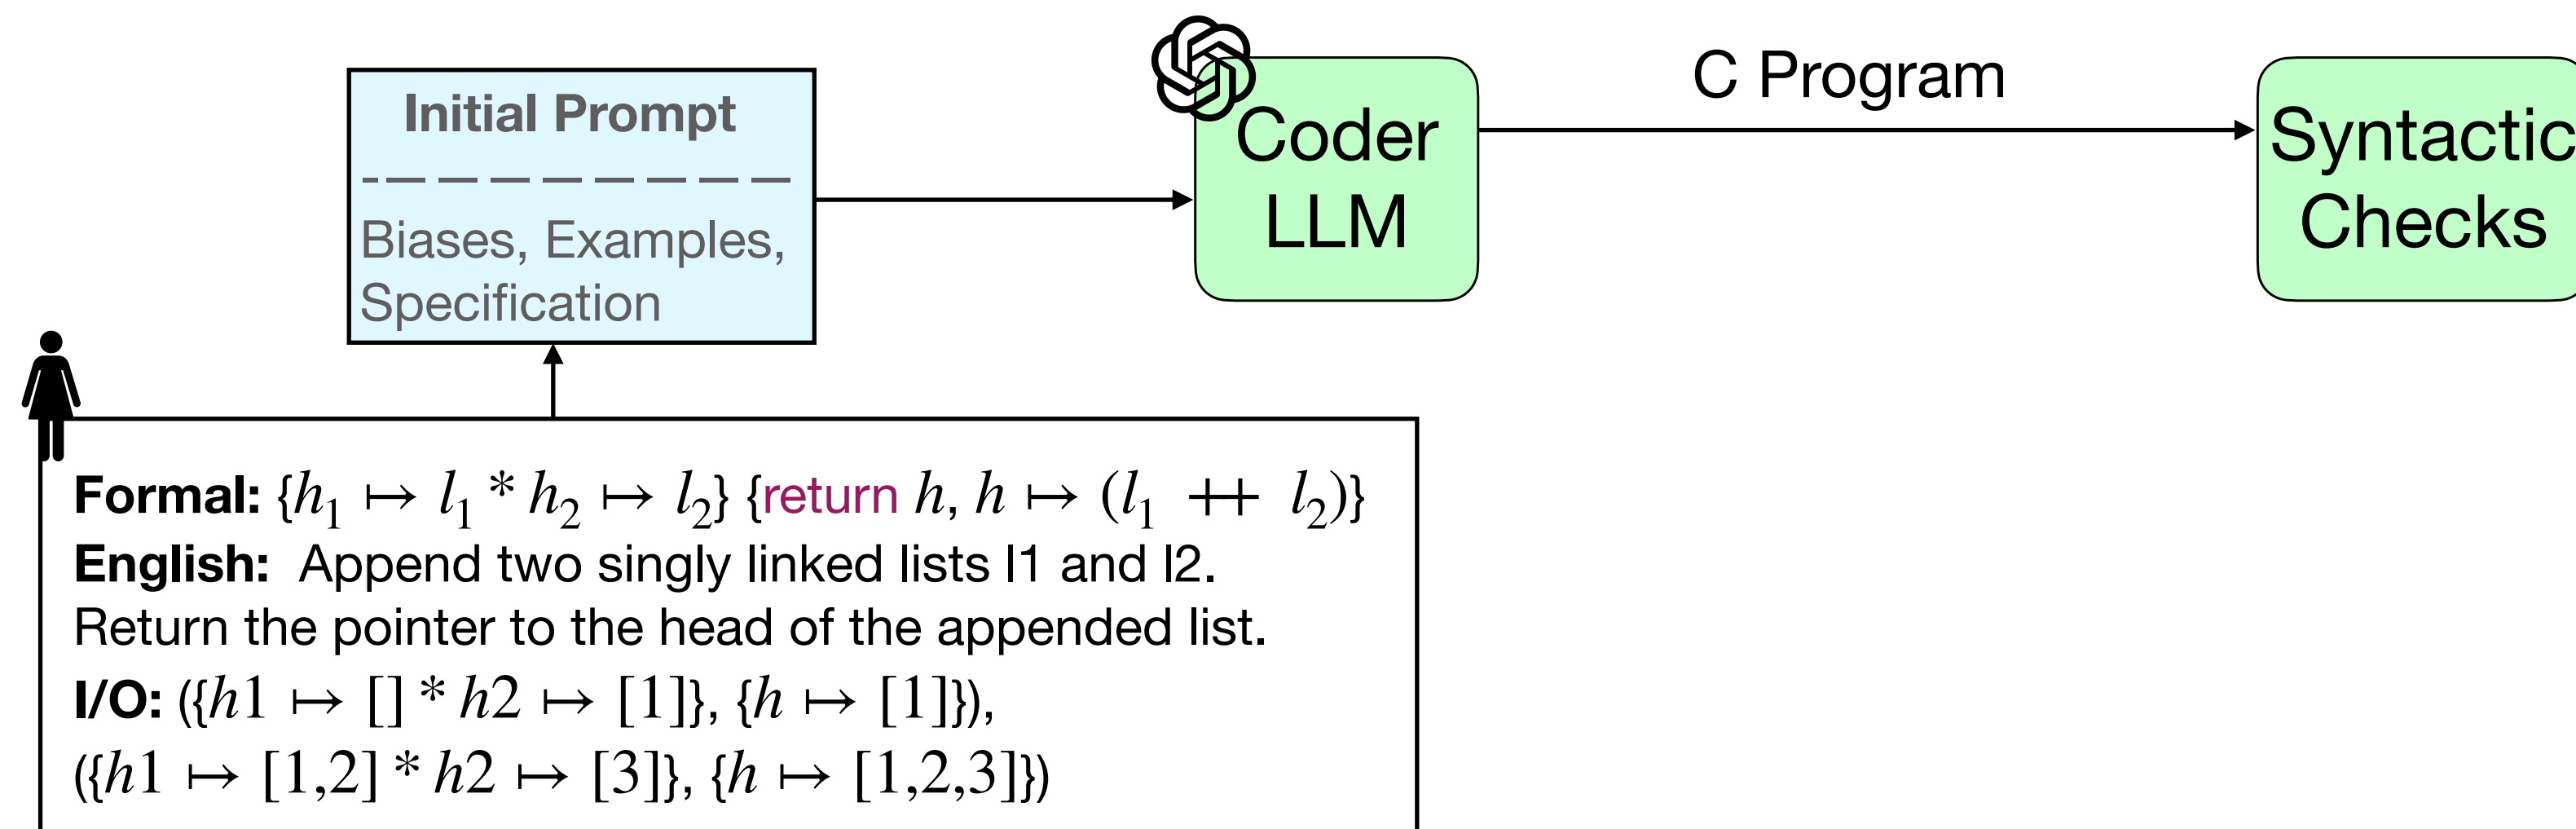 Initial Prompt
Biases, Examples,
Specification
Coder
LLM
C Program
Syntactic
Checks
Formal: {h₁ ↦ l₁ * h₂ ↦ l₂} {return h, h ↦ (l₁ ++ l₂)}
English: Append two singly linked lists l1 and l2.
Return the pointer to the head of the appended list.
I/O: ({h1 ↦ [] * h2 ↦ [1]}, {h ↦ [1]}),
({h1 ↦ [1,2] * h2 ↦ [3]}, {h ↦ [1,2,3]})